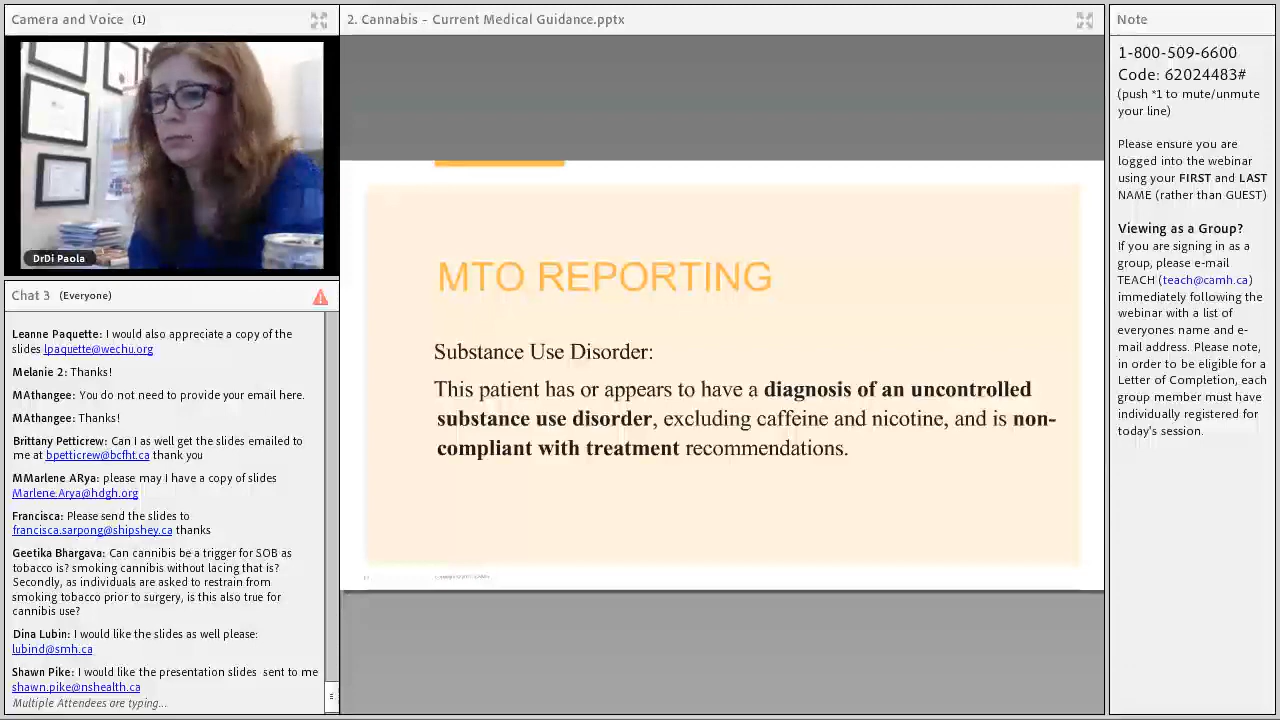 Camera and Voice (1)
DrDi Paola
Chat 3 (Everyone)
Leanne Paquette: I would also appreciate a copy of the
slides lpaquette@wechu.org
Melanie 2: Thanks!
MAthangee: You do not need to provide your email here.
MAthangee: Thanks!
Brittany Petticrew: Can I as well get the slides emailed to
me at bpetticrew@bcfht.ca thank you
MMarlene ARya: please may I have a copy of slides
Marlene.Arya@hdgh.org
Francisca: Please send the slides to
francisca.sarpong@shipshey.ca thanks
Geetika Bhargava: Can cannibis be a trigger for SOB as
tobacco is? smoking cannibis without lacing that is?
Secondly, as individuals are asked to restrain from
smoking tobacco prior to surgery, is this also true for
cannibis use?
Dina Lubin: I would like the slides as well please:
lubind@smh.ca
Shawn Pike: I would like the presentation slides sent to me
shawn.pike@nshealth.ca
Multiple Attendees are typing...
2. Cannabis - Current Medical Guidance.pptx
MTO REPORTING
Substance Use Disorder:
This patient has or appears to have a diagnosis of an uncontrolled
substance use disorder, excluding caffeine and nicotine, and is non-
compliant with treatment recommendations.
Note
1-800-509-6600
Code: 62024483#
(push *1 to mute/unmute
your line)
Please ensure you are
logged into the webinar
using your FIRST and LAST
NAME (rather than GUEST)
Viewing as a Group?
If you are signing in as a
group, please e-mail
TEACH (teach@camh.ca)
immediately following the
webinar with a list of
everyones name and e-
mail address. Please note,
in order to be eligible for a
Letter of Completion, each
group member must have
individually registered for
today's session.